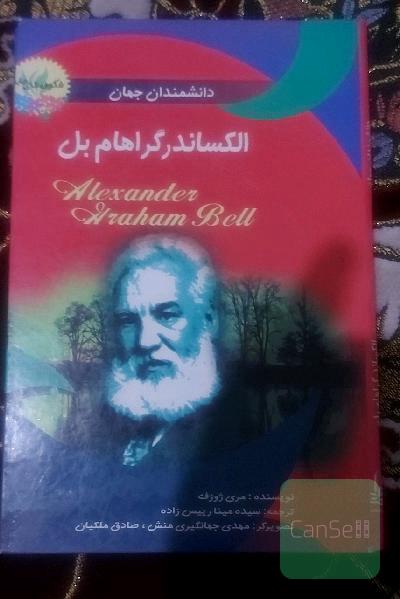 دانشمندان جهان
الکساندر گراهام بل
Alexander
Graham Bell
نویسنده: مری ژوزف
ترجمه: سیده مینا رییس زاده
تصویرگر: مهدی جهانگیری منش، صادق ملکیان
CanSell